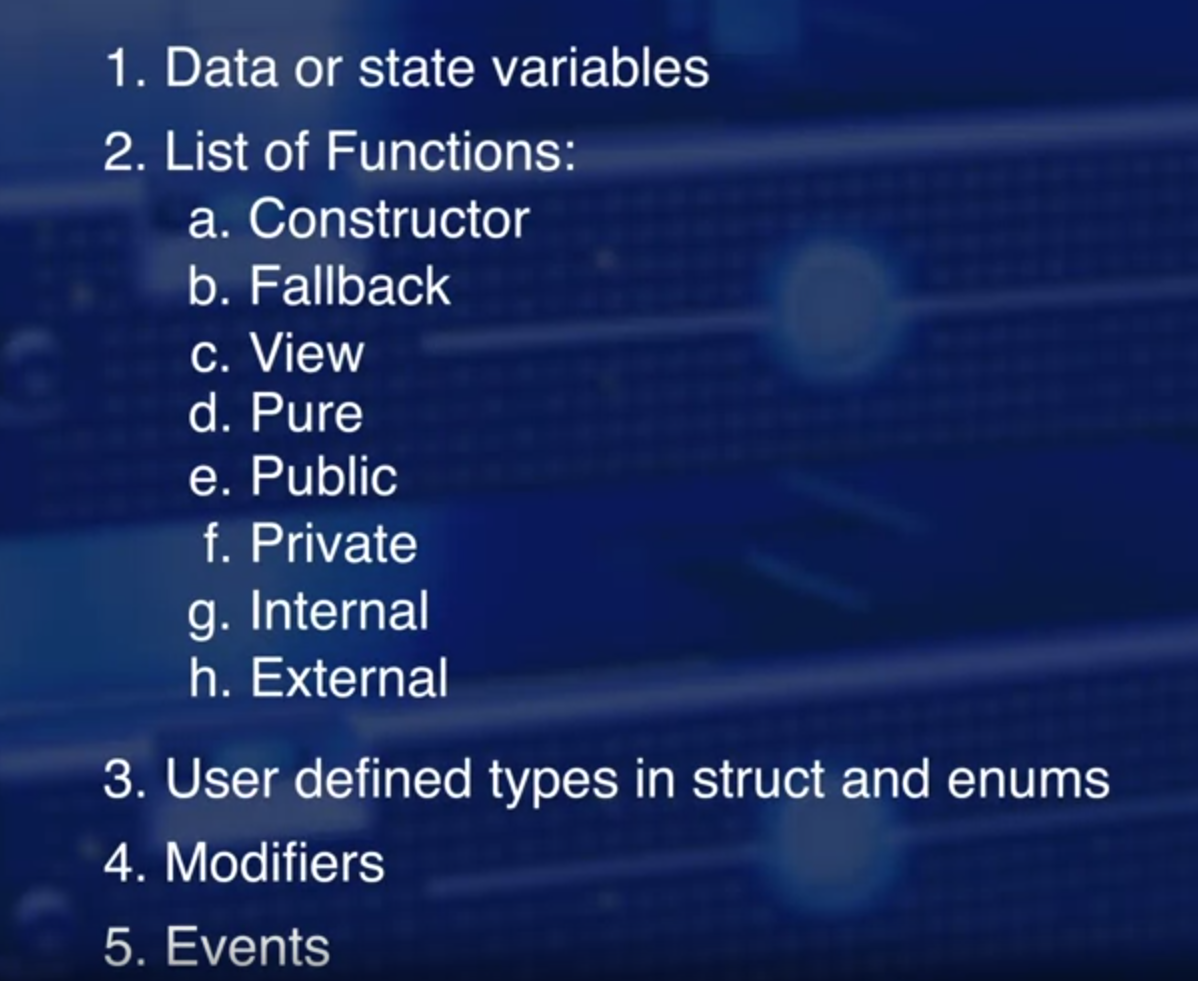 1. Data or state variables
2. List of Functions:
a. Constructor
b. Fallback
c. View
d. Pure
e. Public
f. Private
g. Internal
h. External
3. User defined types in struct and enums
4. Modifiers
5. Events